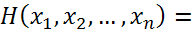 H(x₁, x₂, … , xₙ) =